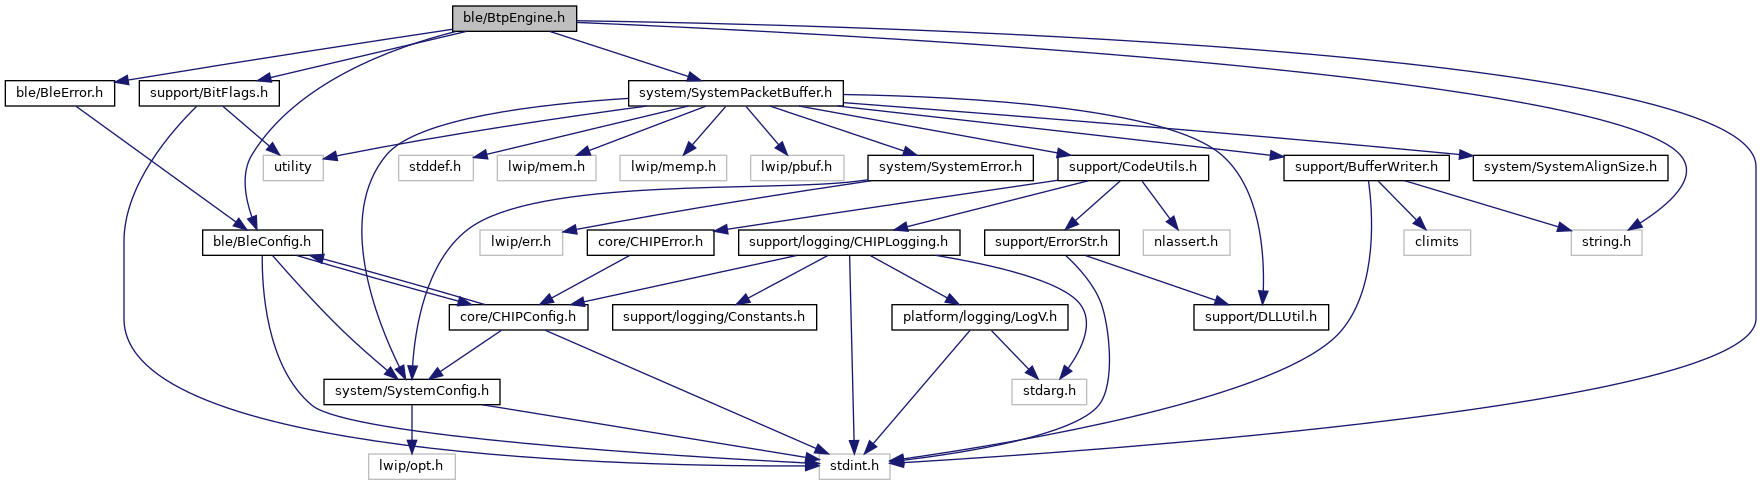 ble/BtpEngine.h
ble/BleError.h
support/BitFlags.h
system/SystemPacketBuffer.h
utility
stddef.h
lwip/mem.h
lwip/memp.h
lwip/pbuf.h
system/SystemError.h
support/CodeUtils.h
support/BufferWriter.h
system/SystemAlignSize.h
ble/BleConfig.h
lwip/err.h
core/CHIPError.h
support/logging/CHIPLogging.h
support/ErrorStr.h
nlassert.h
climits
string.h
core/CHIPConfig.h
support/logging/Constants.h
platform/logging/LogV.h
support/DLLUtil.h
system/SystemConfig.h
stdarg.h
lwip/opt.h
stdint.h